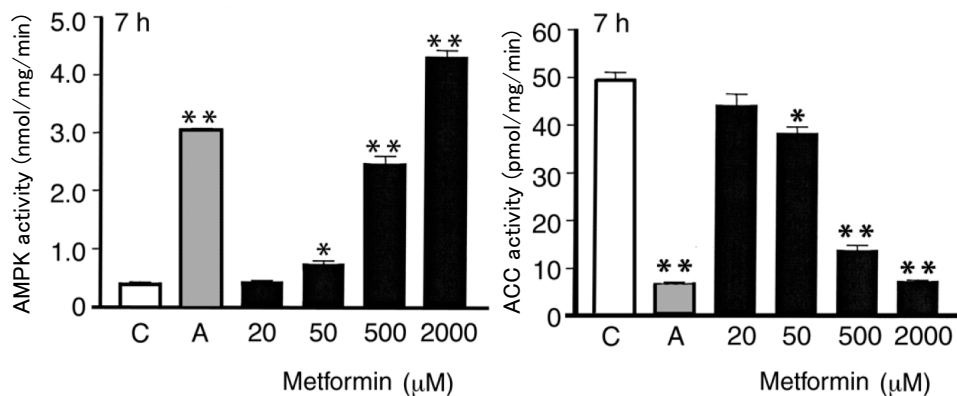 7 h
AMPK activity (nmol/mg/min)
5.0
4.0
3.0
2.0
1.0
0
**
*
**
**
C A 20 50 500 2000
Metformin (μM)
7 h
ACC activity (pmol/mg/min)
60
50
40
30
20
10
0
**
*
**
**
C A 20 50 500 2000
Metformin (μM)